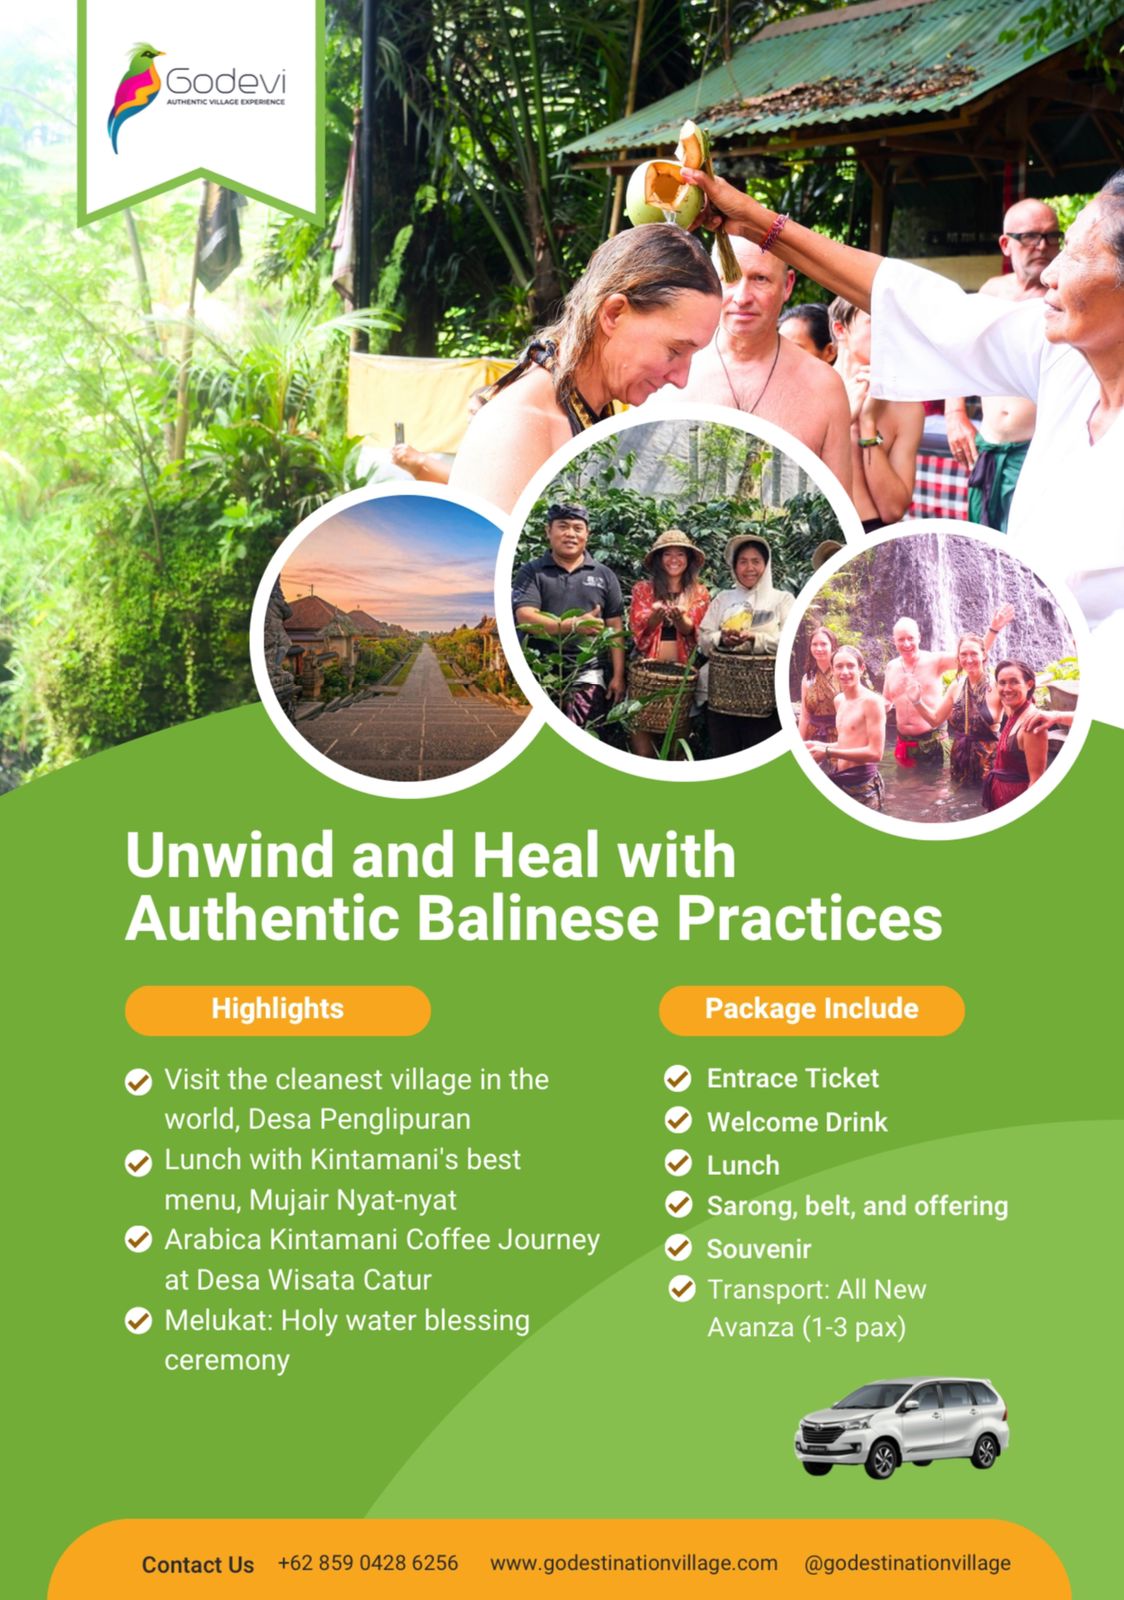 Godevi
AUTHENTIC VILLAGE EXPERIENCE
Unwind and Heal with
Authentic Balinese Practices
Highlights
Visit the cleanest village in the
world, Desa Penglipuran
Lunch with Kintamani's best
menu, Mujair Nyat-nyat
Arabica Kintamani Coffee Journey
at Desa Wisata Catur
Melukat: Holy water blessing
ceremony
Package Include
Entrace Ticket
Welcome Drink
Lunch
Sarong, belt, and offering
Souvenir
Transport: All New
Avanza (1-3 pax)
Contact Us +62 859 0428 6256 www.godestinationvillage.com @godestinationvillage